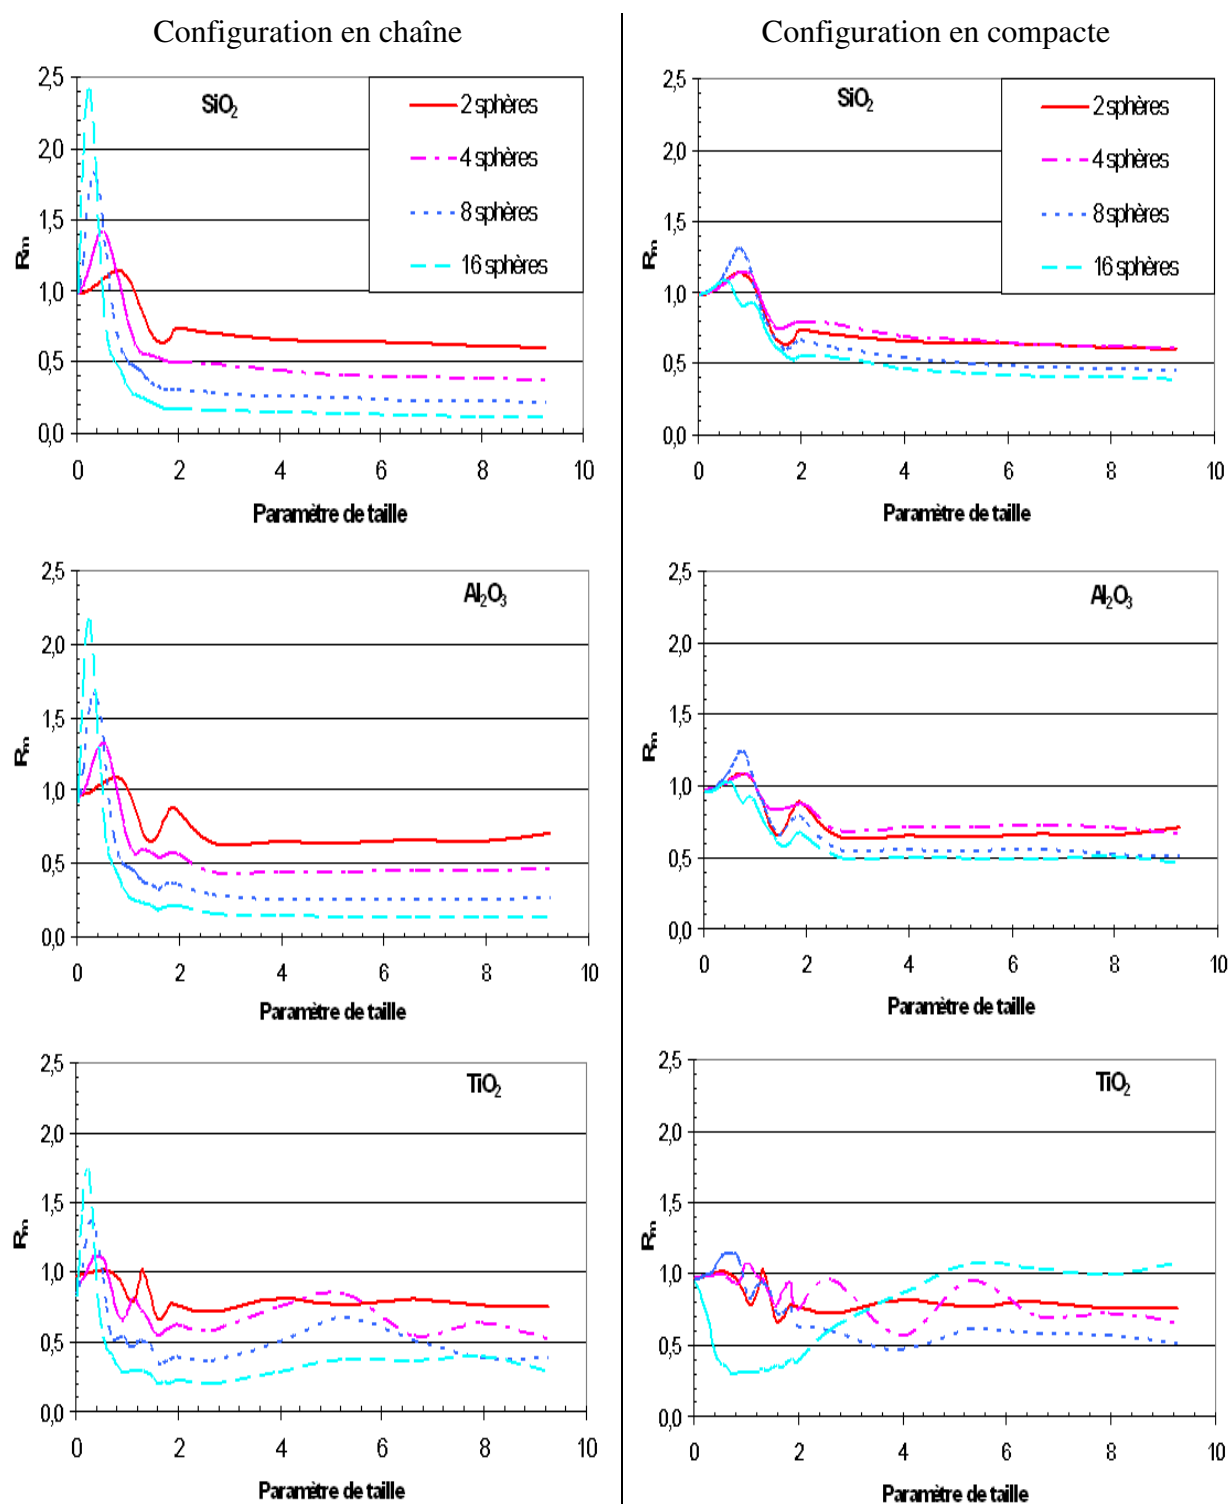 Configuration en chaîne
Configuration en compacte
2,5
2,0
1,5
1,0
0,5
0,0
Rm
SiO2
2 sphères
4 sphères
8 sphères
16 sphères
0 2 4 6 8 10
Paramètre de taille
2,5
2,0
1,5
1,0
0,5
0,0
Rm
SiO2
2 sphères
4 sphères
8 sphères
16 sphères
0 2 4 6 8 10
Paramètre de taille
2,5
2,0
1,5
1,0
0,5
0,0
Rm
Al2O3
0 2 4 6 8 10
Paramètre de taille
2,5
2,0
1,5
1,0
0,5
0,0
Rm
Al2O3
0 2 4 6 8 10
Paramètre de taille
2,5
2,0
1,5
1,0
0,5
0,0
Rm
TiO2
0 2 4 6 8 10
Paramètre de taille
2,5
2,0
1,5
1,0
0,5
0,0
Rm
TiO2
0 2 4 6 8 10
Paramètre de taille